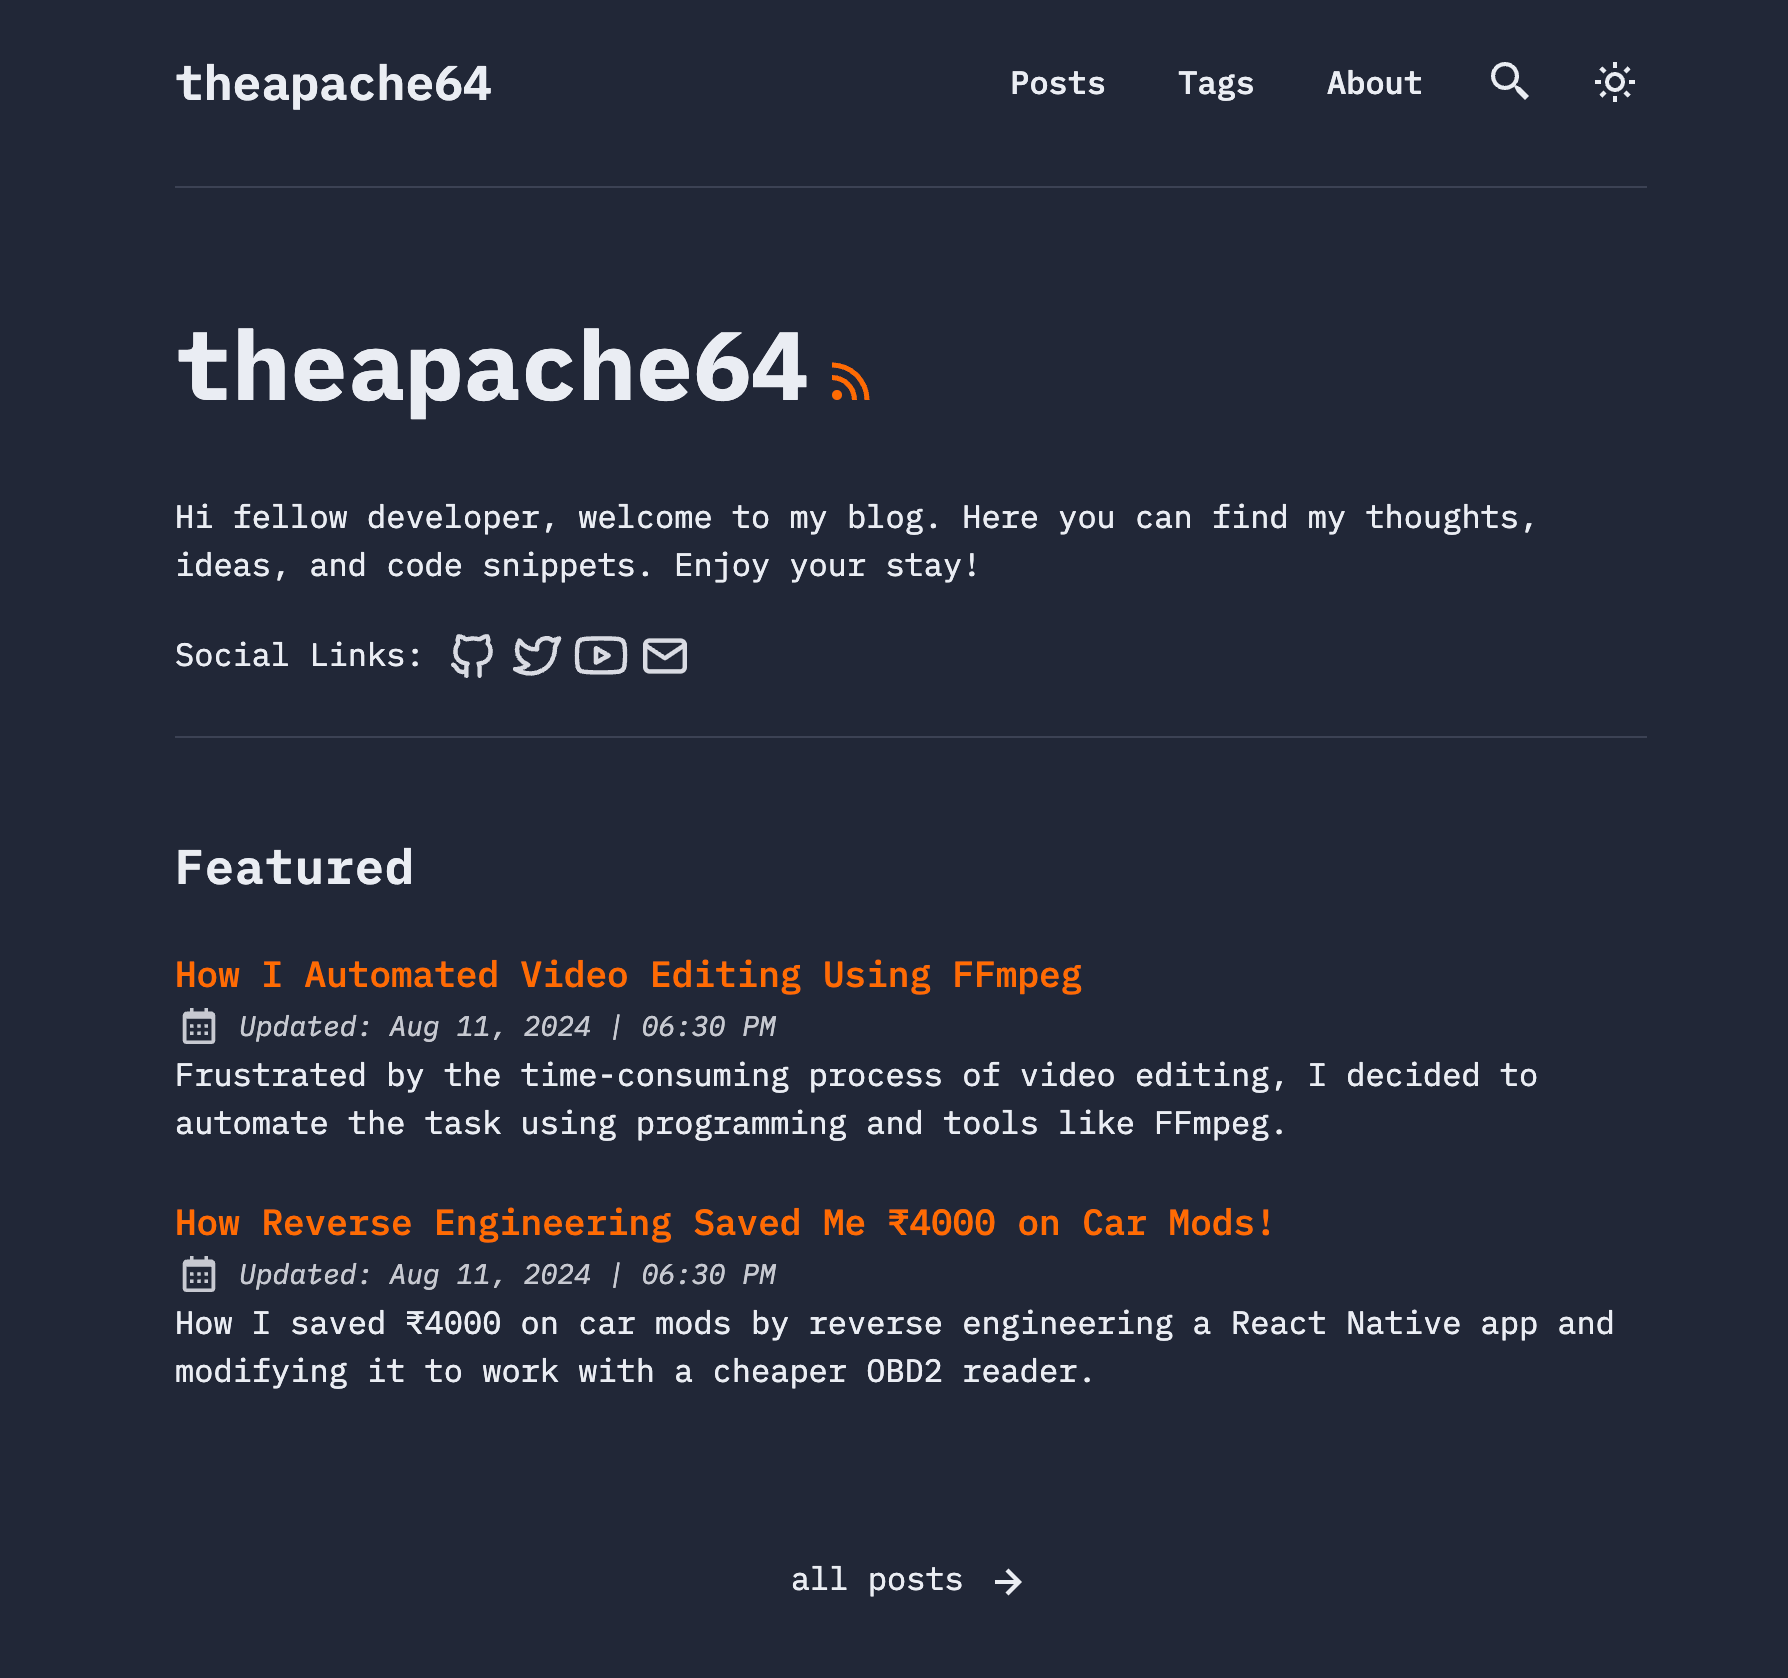 theapache64
Posts Tags About
theapache64
Hi fellow developer, welcome to my blog. Here you can find my thoughts,
ideas, and code snippets. Enjoy your stay!
Social Links:
Featured
How I Automated Video Editing Using FFmpeg
Updated: Aug 11, 2024 | 06:30 PM
Frustrated by the time-consuming process of video editing, I decided to
automate the task using programming and tools like FFmpeg.
How Reverse Engineering Saved Me ₹4000 on Car Mods!
Updated: Aug 11, 2024 | 06:30 PM
How I saved ₹4000 on car mods by reverse engineering a React Native app and
modifying it to work with a cheaper OBD2 reader.
all posts →